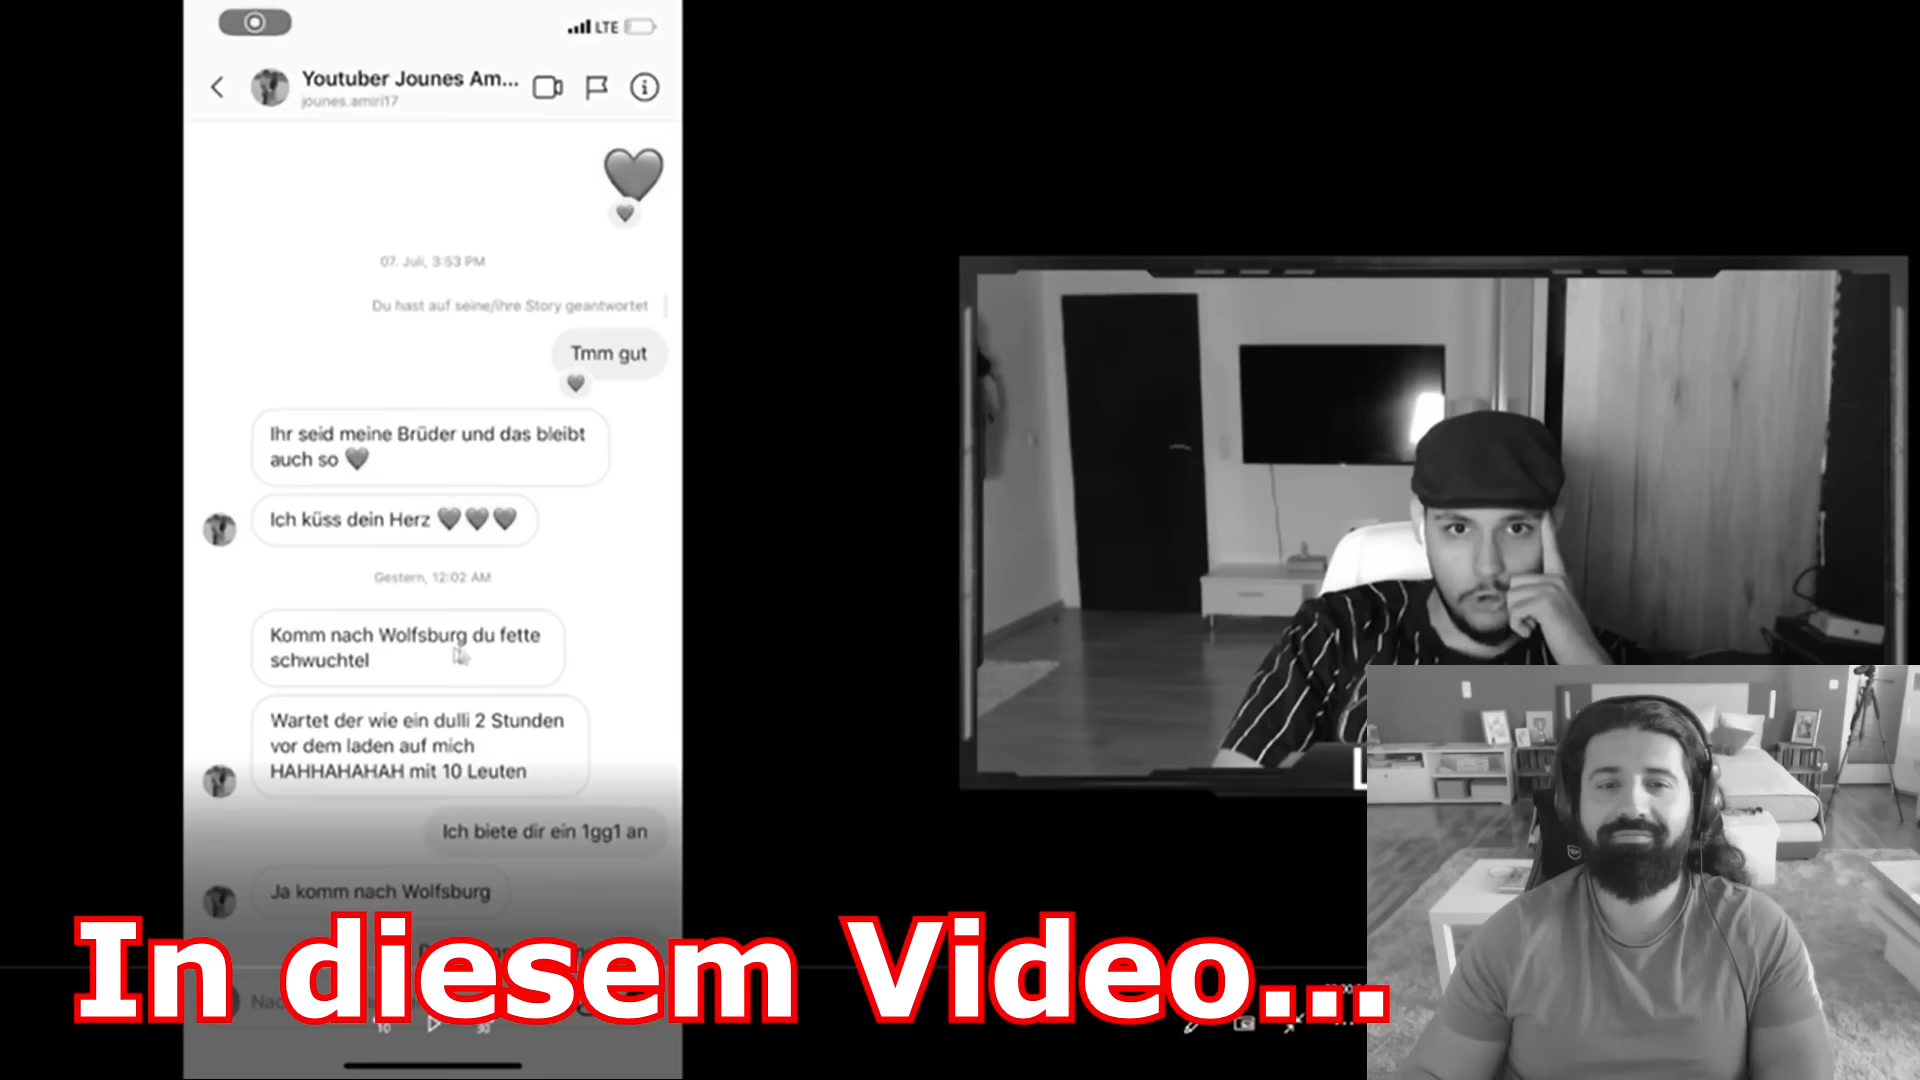 LTE
Youtuber Jounes Am...
jounes.amiri17
07. Juli, 3:53 PM
Du hast auf seine/ihre Story geantwortet
Tmm gut
Ihr seid meine Brüder und das bleibt
auch so
Ich küss dein Herz
Gestern, 12:02 AM
Komm nach Wolfsburg du fette
schwuchtel
Wartet der wie ein dulli 2 Stunden
vor dem laden auf mich
HAHHAHAHAH mit 10 Leuten
Ich biete dir ein 1gg1 an
Ja komm nach Wolfsburg
In diesem Video...
10
30